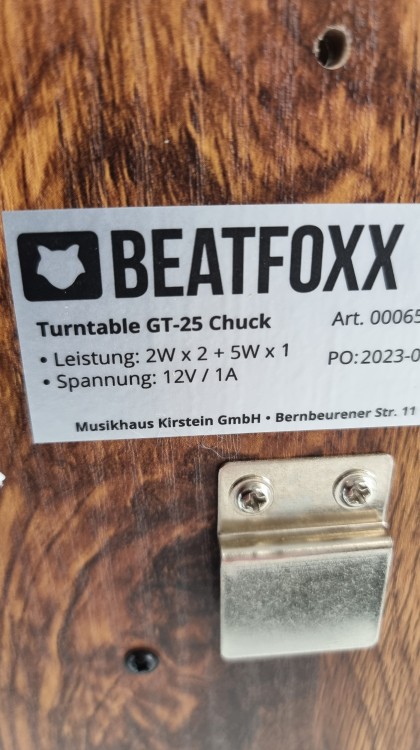 BEATFOXX
Turntable GT-25 Chuck
Art. 00065
• Leistung: 2W x 2 + 5W x 1
PO:2023-0
• Spannung: 12V / 1A
Musikhaus Kirstein GmbH • Bernbeurener Str. 11